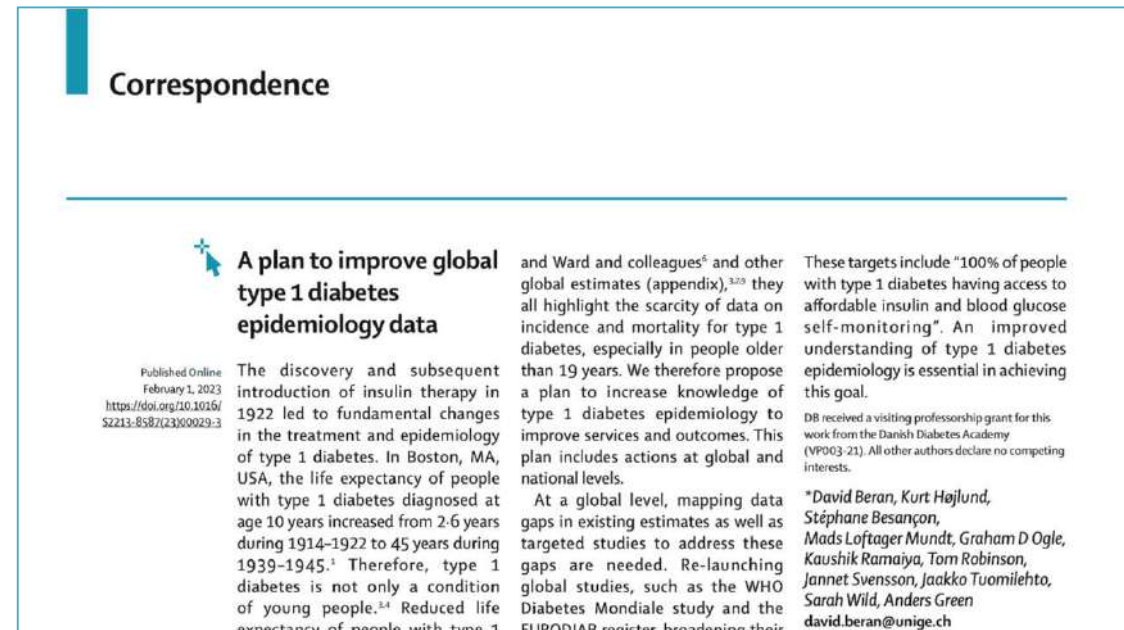 Correspondence
A plan to improve global
type 1 diabetes
epidemiology data
Published Online
February 1, 2023
https://doi.org/10.1016/
S2213-8587(23)00029-3
The discovery and subsequent
introduction of insulin therapy in
1922 led to fundamental changes
in the treatment and epidemiology
of type 1 diabetes. In Boston, MA,
USA, the life expectancy of people
with type 1 diabetes diagnosed at
age 10 years increased from 2·6 years
during 1914–1922 to 45 years during
1939–1945.¹ Therefore, type 1
diabetes is not only a condition
of young people.³,⁴ Reduced life
expectancy of people with type 1
and Ward and colleagues⁶ and other
global estimates (appendix),³,⁷,⁹ they
all highlight the scarcity of data on
incidence and mortality for type 1
diabetes, especially in people older
than 19 years. We therefore propose
a plan to increase knowledge of
type 1 diabetes epidemiology to
improve services and outcomes. This
plan includes actions at global and
national levels.
At a global level, mapping data
gaps in existing estimates as well as
targeted studies to address these
gaps are needed. Re-launching
global studies, such as the WHO
Diabetes Mondiale study and the
EURODIAB register, broadening their
These targets include “100% of people
with type 1 diabetes having access to
affordable insulin and blood glucose
self-monitoring”. An improved
understanding of type 1 diabetes
epidemiology is essential in achieving
this goal.
DB received a visiting professorship grant for this
work from the Danish Diabetes Academy
(VP003-21). All other authors declare no competing
interests.
*David Beran, Kurt Højlund,
Stéphane Besançon,
Mads Loftager Mundt, Graham D Ogle,
Kaushik Ramaiya, Tom Robinson,
Jannet Svensson, Jaakko Tuomilehto,
Sarah Wild, Anders Green
david.beran@unige.ch